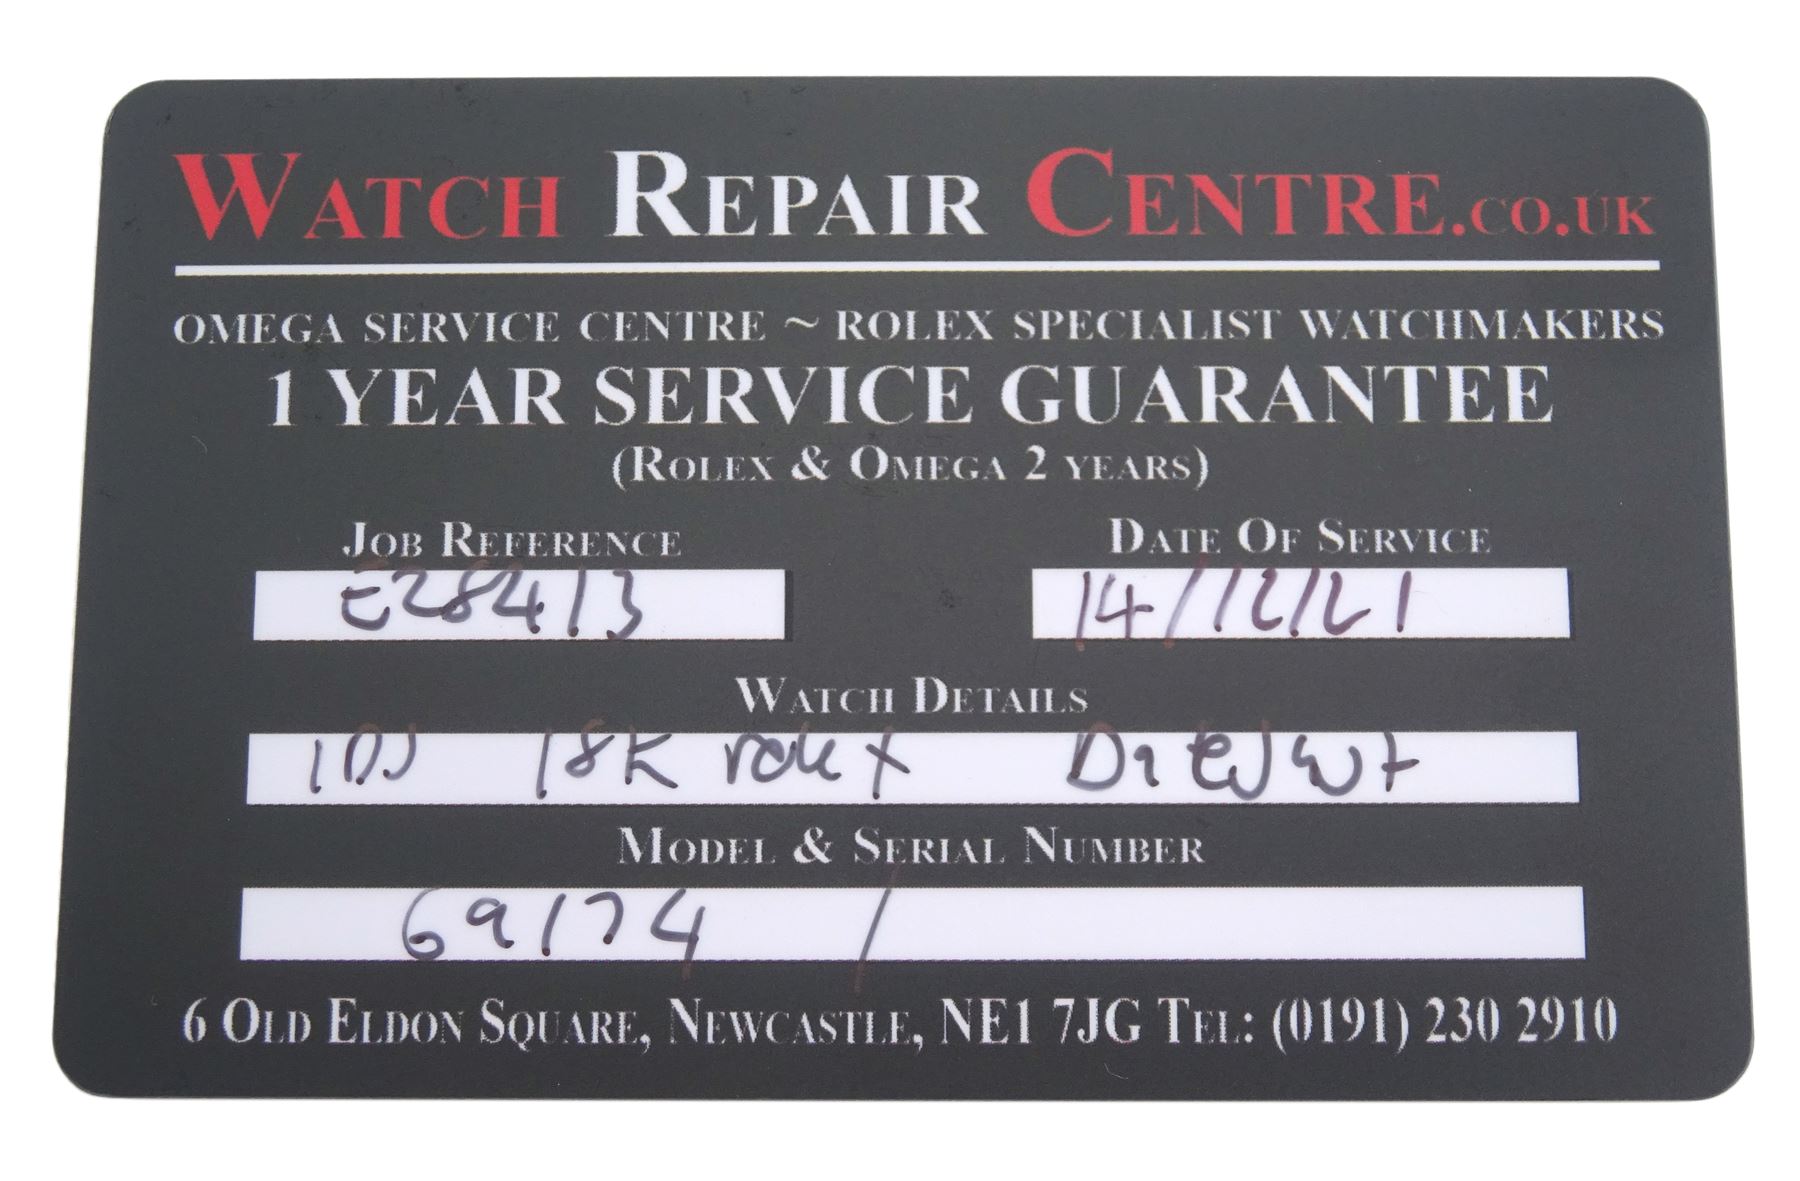 WATCH REPAIR CENTRE.CO.UK
OMEGA SERVICE CENTRE ~ ROLEX SPECIALIST WATCHMAKERS
1 YEAR SERVICE GUARANTEE
(ROLEX & OMEGA 2 YEARS)
JOB REFERENCE DATE OF SERVICE
E28413 14/12/21
WATCH DETAILS
18K rolex Datejust
MODEL & SERIAL NUMBER
69174 /
6 OLD ELDON SQUARE, NEWCASTLE, NE1 7JG TEL: (0191) 230 2910